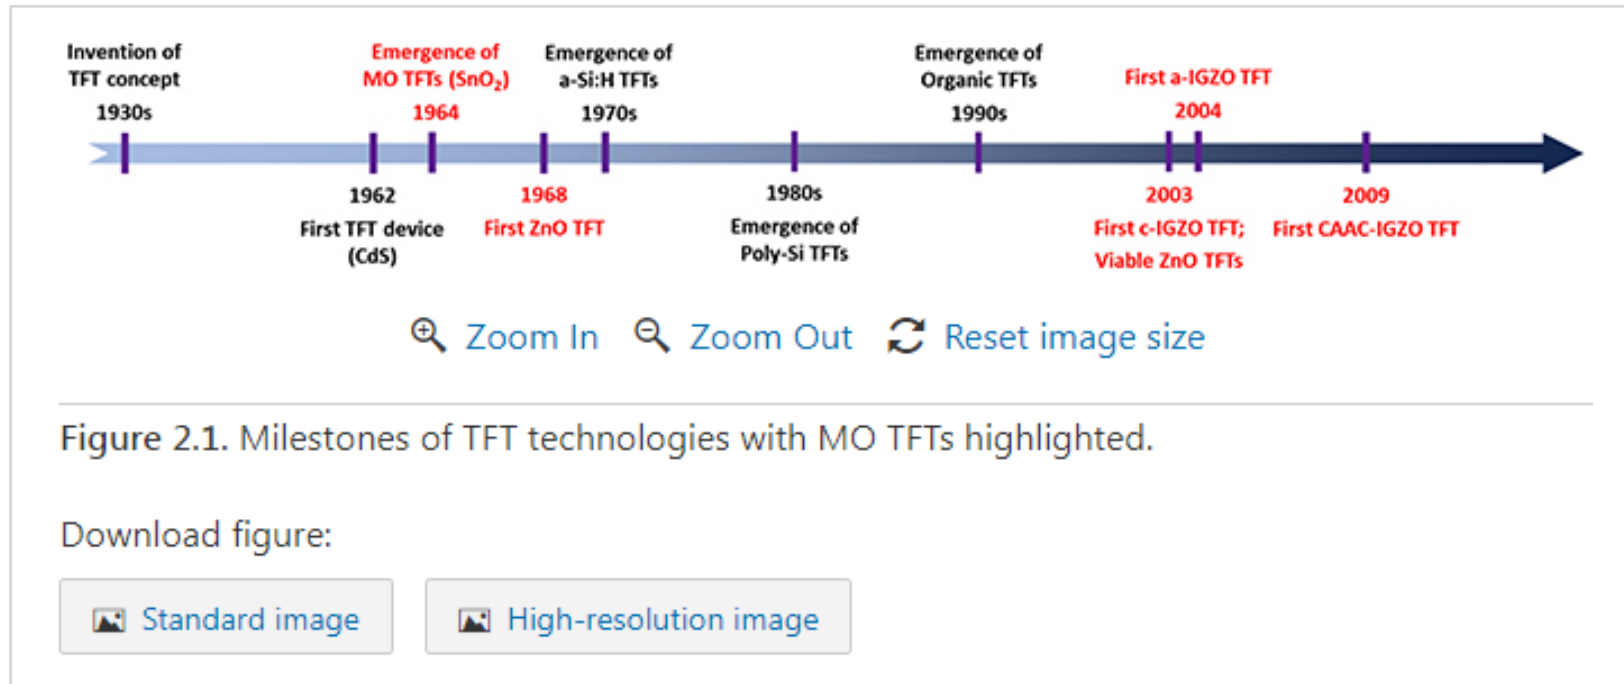 Invention of
TFT concept
1930s
Emergence of
MO TFTs (SnO₂)
1964
Emergence of
a-Si:H TFTs
1970s
Emergence of
Organic TFTs
1990s
First a-IGZO TFT
2004
1962
First TFT device
(CdS)
1968
First ZnO TFT
1980s
Emergence of
Poly-Si TFTs
2003
First c-IGZO TFT;
Viable ZnO TFTs
2009
First CAAC-IGZO TFT
Zoom In Zoom Out Reset image size
Figure 2.1. Milestones of TFT technologies with MO TFTs highlighted.
Download figure:
Standard image High-resolution image